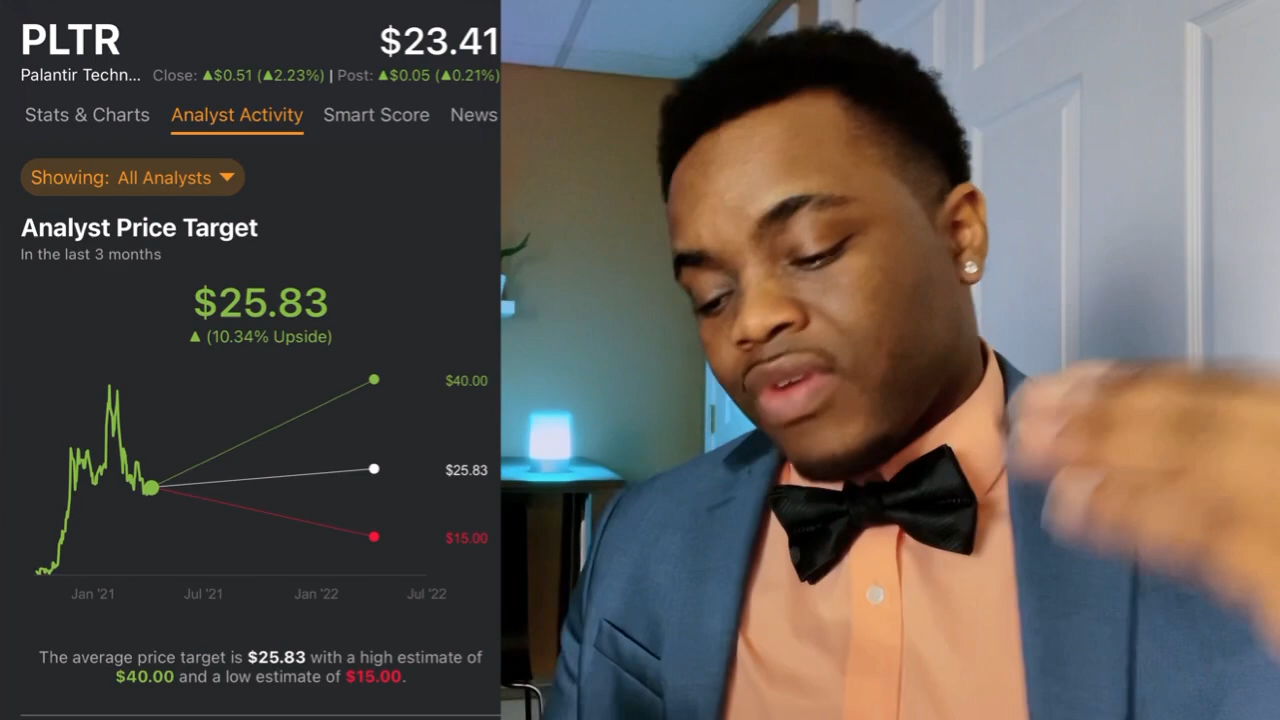 PLTR
$23.41
Palantir Techn... Close: ▲$0.51 (▲2.23%) | Post: ▲$0.05 (▲0.21%)
Stats & Charts Analyst Activity Smart Score News
Showing: All Analysts
Analyst Price Target
In the last 3 months
$25.83
▲ (10.34% Upside)
$40.00
$25.83
$15.00
Jan '21 Jul '21 Jan '22 Jul '22
The average price target is $25.83 with a high estimate of
$40.00 and a low estimate of $15.00.